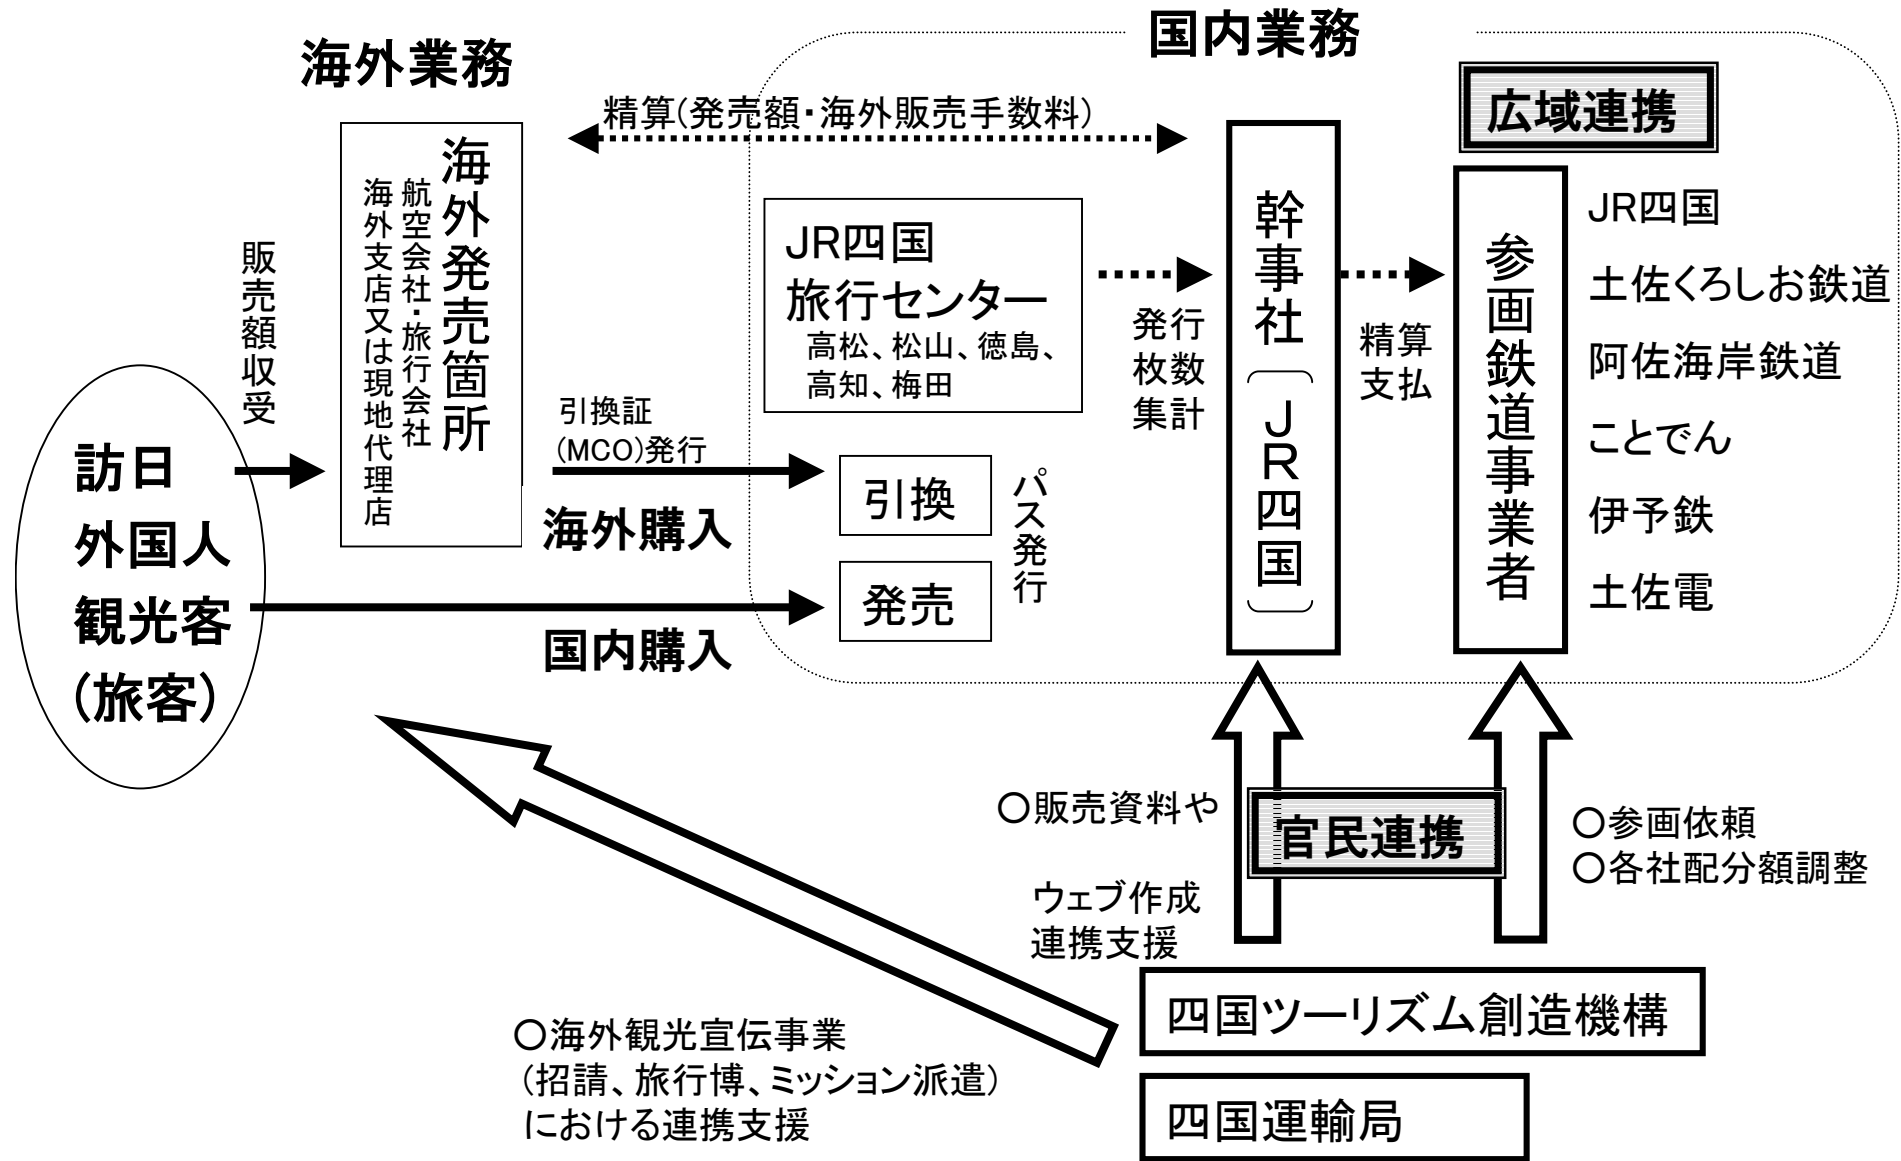 海外業務
国内業務
広域連携
精算(発売額・海外販売手数料)
海外発売箇所
航空会社・旅行会社
海外支店又は現地代理店
販売額収受
訪日
外国人
観光客
(旅客)
引換証
(MCO)発行
海外購入
国内購入
JR四国
旅行センター
高松、松山、徳島、
高知、梅田
引換
発売
パス発行
発行
枚数
集計
幹事社(JR四国)
精算
支払
参画鉄道事業者
JR四国
土佐くろしお鉄道
阿佐海岸鉄道
ことでん
伊予鉄
土佐電
○販売資料や
ウェブ作成
連携支援
官民連携
○参画依頼
○各社配分額調整
四国ツーリズム創造機構
四国運輸局
○海外観光宣伝事業
(招請、旅行博、ミッション派遣)
における連携支援